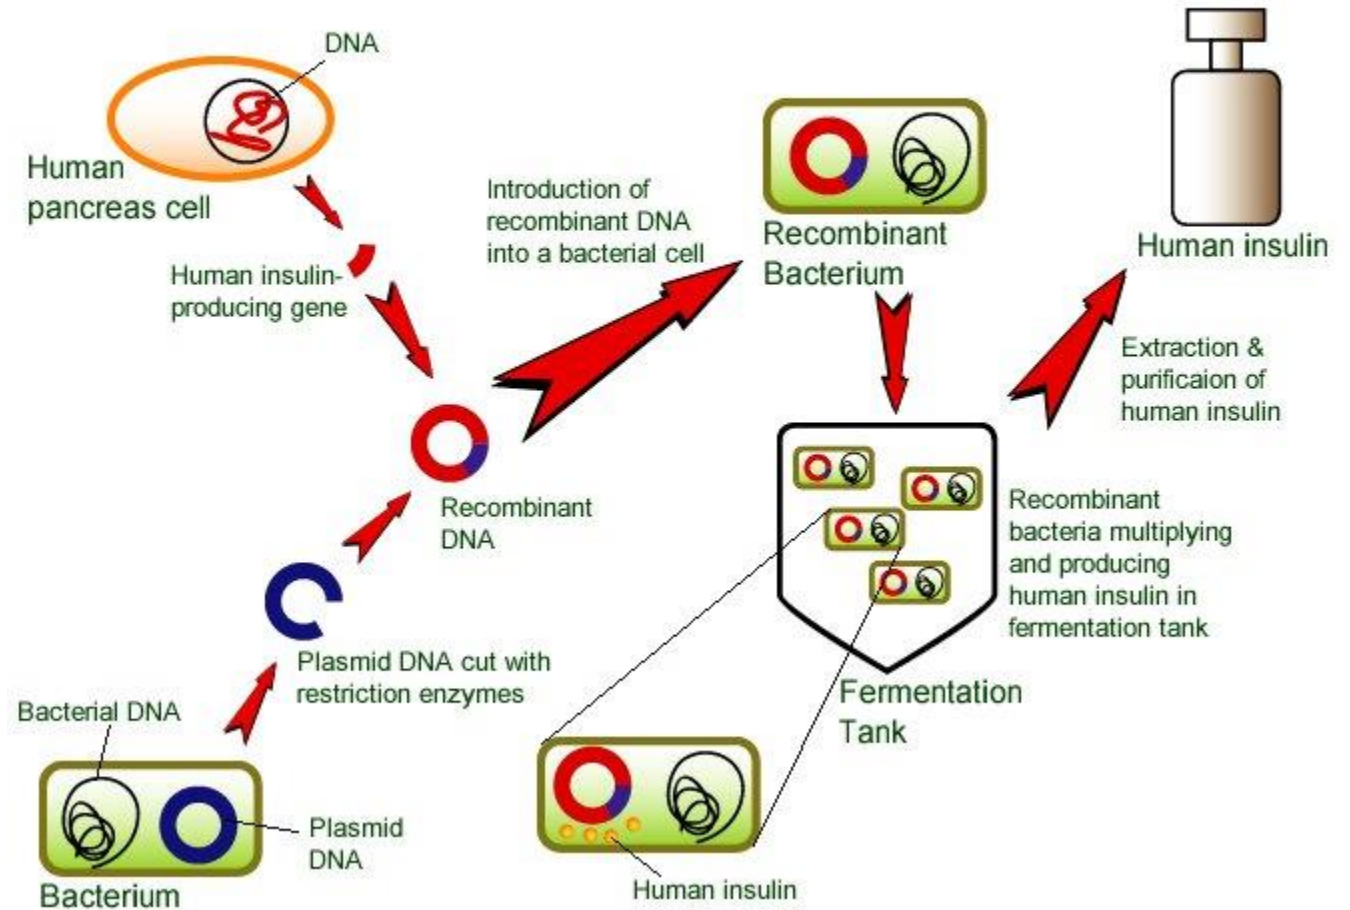 DNA
Human
pancreas cell
Human insulin-
producing gene
Introduction of
recombinant DNA
into a bacterial cell
Recombinant
Bacterium
Human insulin
Extraction &
purificaion of
human insulin
Recombinant
DNA
Recombinant
bacteria multiplying
and producing
human insulin in
fermentation tank
Plasmid DNA cut with
restriction enzymes
Fermentation
Tank
Bacterial DNA
Plasmid
DNA
Bacterium
Human insulin